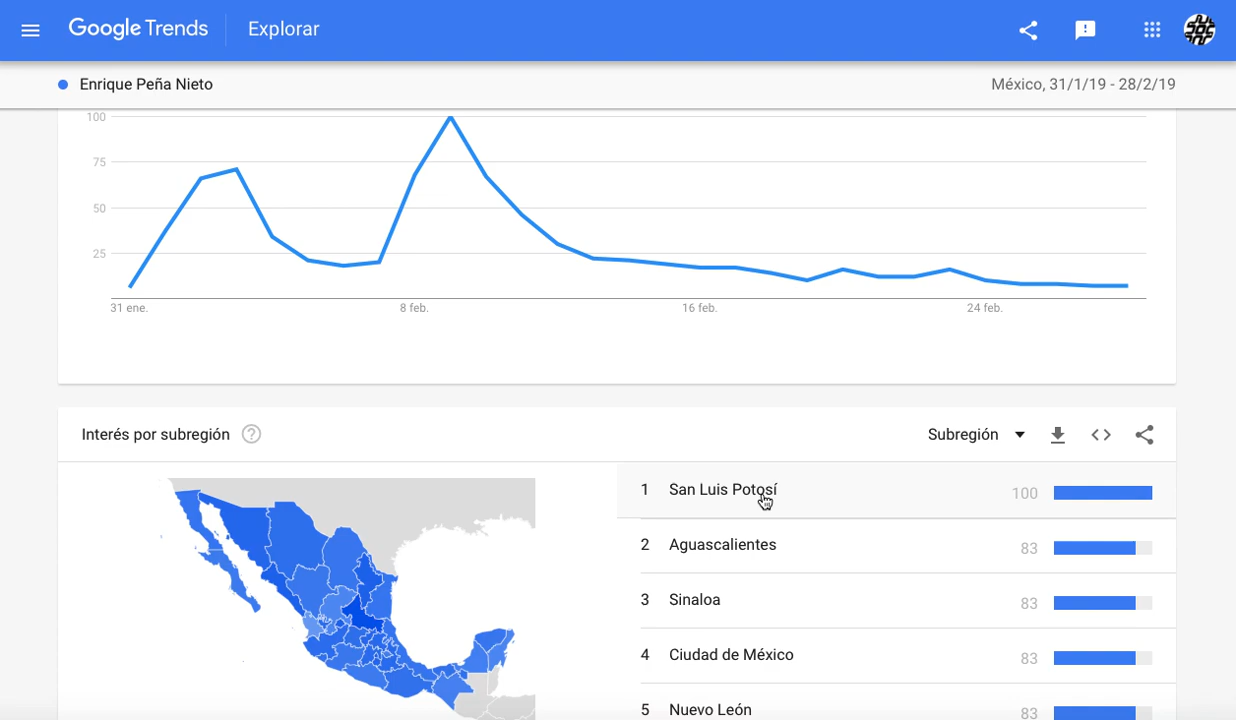 Google Trends Explorar
Enrique Peña Nieto México, 31/1/19 - 28/2/19
100
75
50
25
31 ene. 8 feb. 16 feb. 24 feb.
Interés por subregión ? Subregión
1 San Luis Potosí 100
2 Aguascalientes 83
3 Sinaloa 83
4 Ciudad de México 83
5 Nuevo León 83